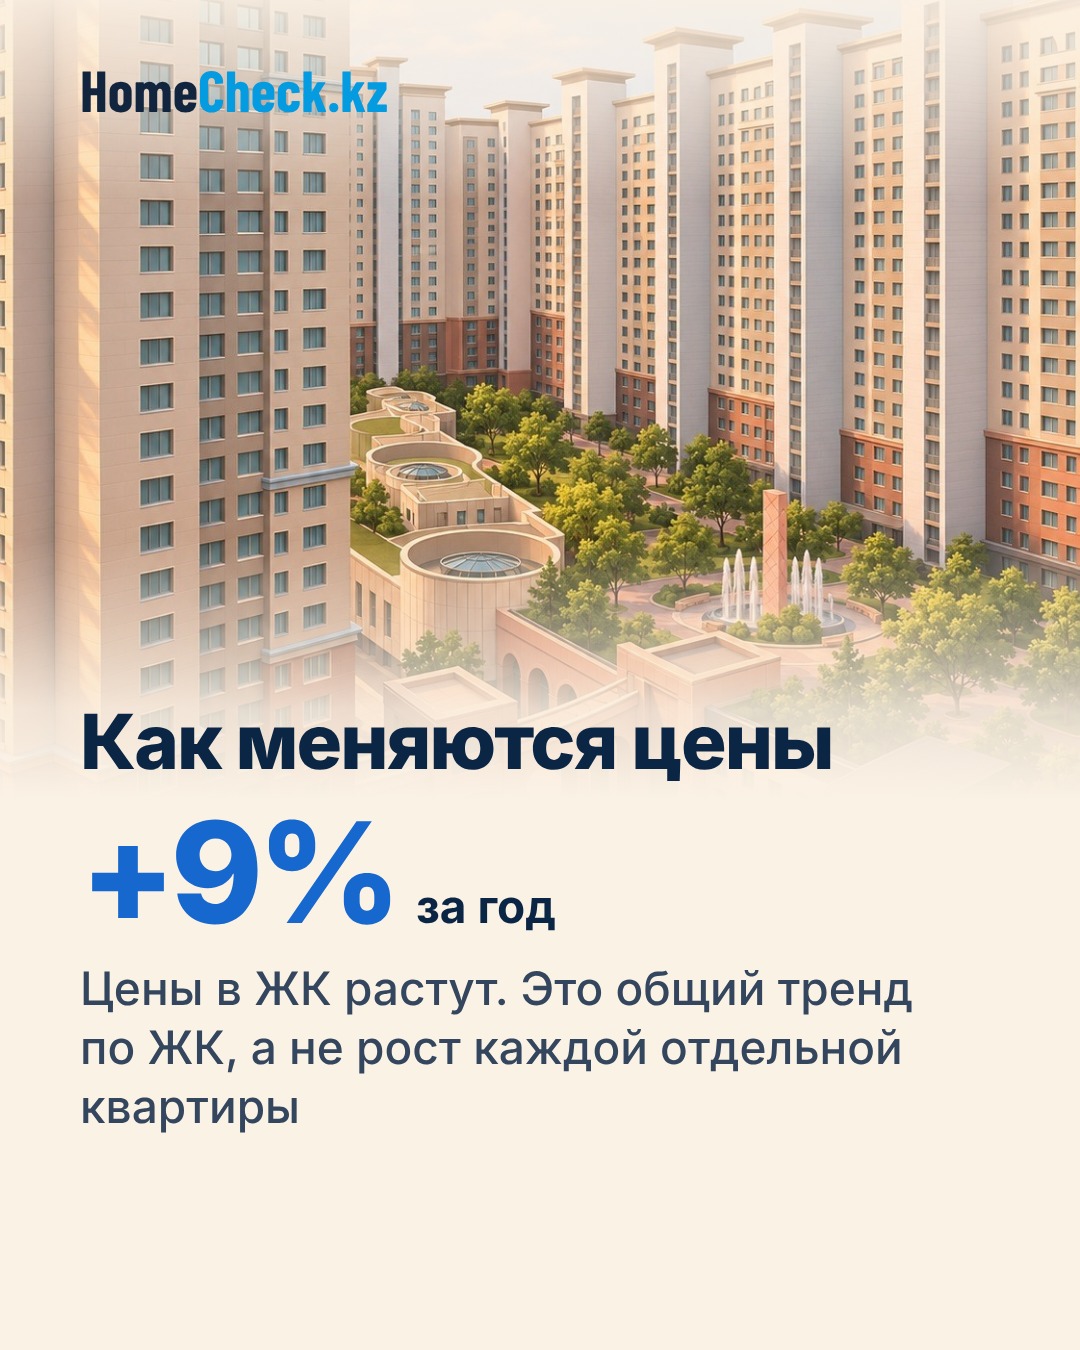 HomeCheck.kz
Как меняются цены
+9% за год
Цены в ЖК растут. Это общий тренд
по ЖК, а не рост каждой отдельной
квартиры